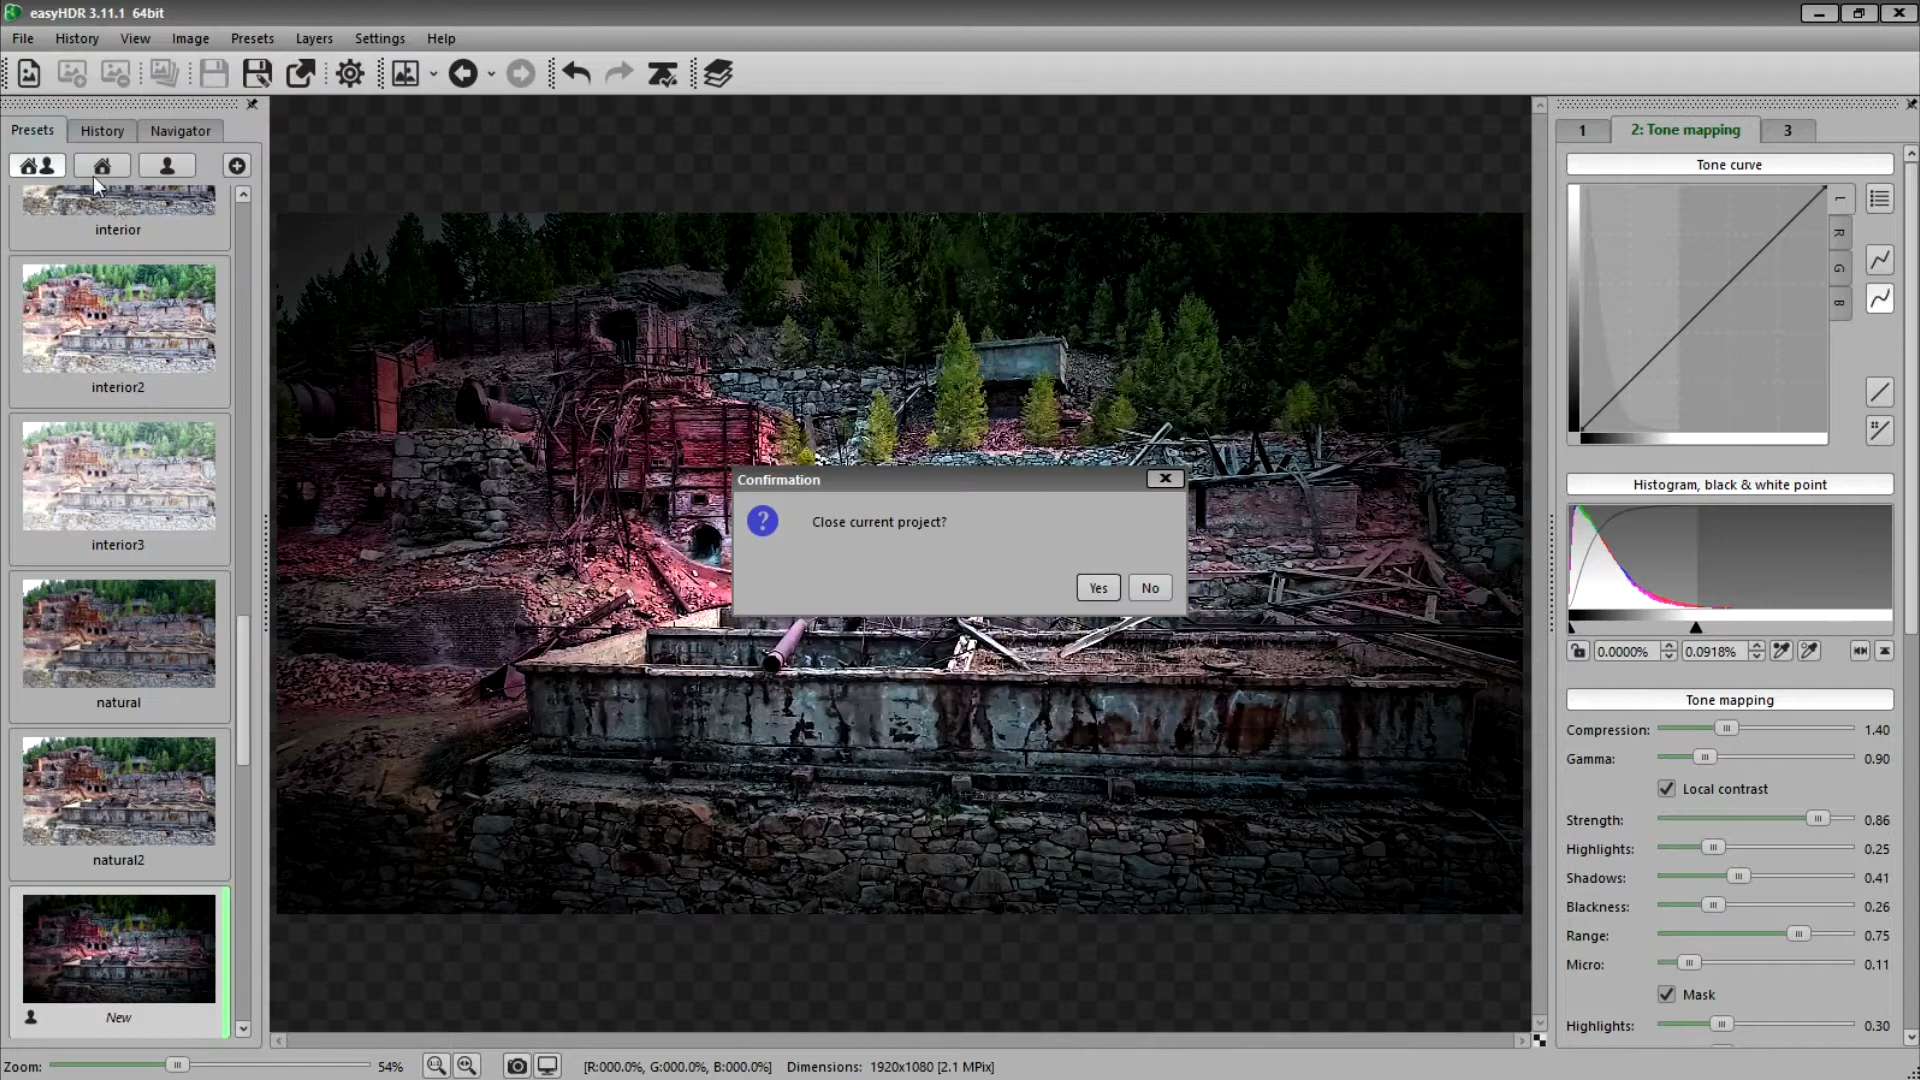 easyHDR 3.11.1 64bit
File History View Image Presets Layers Settings Help
Presets History Navigator
interior
interior2
interior3
natural
natural2
New
Confirmation
?
Close current project?
Yes No
1 2: Tone mapping 3
Tone curve
L
R
G
B
Histogram, black & white point
0.0000% 0.0918%
Tone mapping
Compression: 1.40
Gamma: 0.90
Local contrast
Strength: 0.86
Highlights: 0.25
Shadows: 0.41
Blackness: 0.26
Range: 0.75
Micro: 0.11
Mask
Highlights: 0.30
Zoom: 54% [R:000.0%, G:000.0%, B:000.0%] Dimensions: 1920x1080 [2.1 MPix]